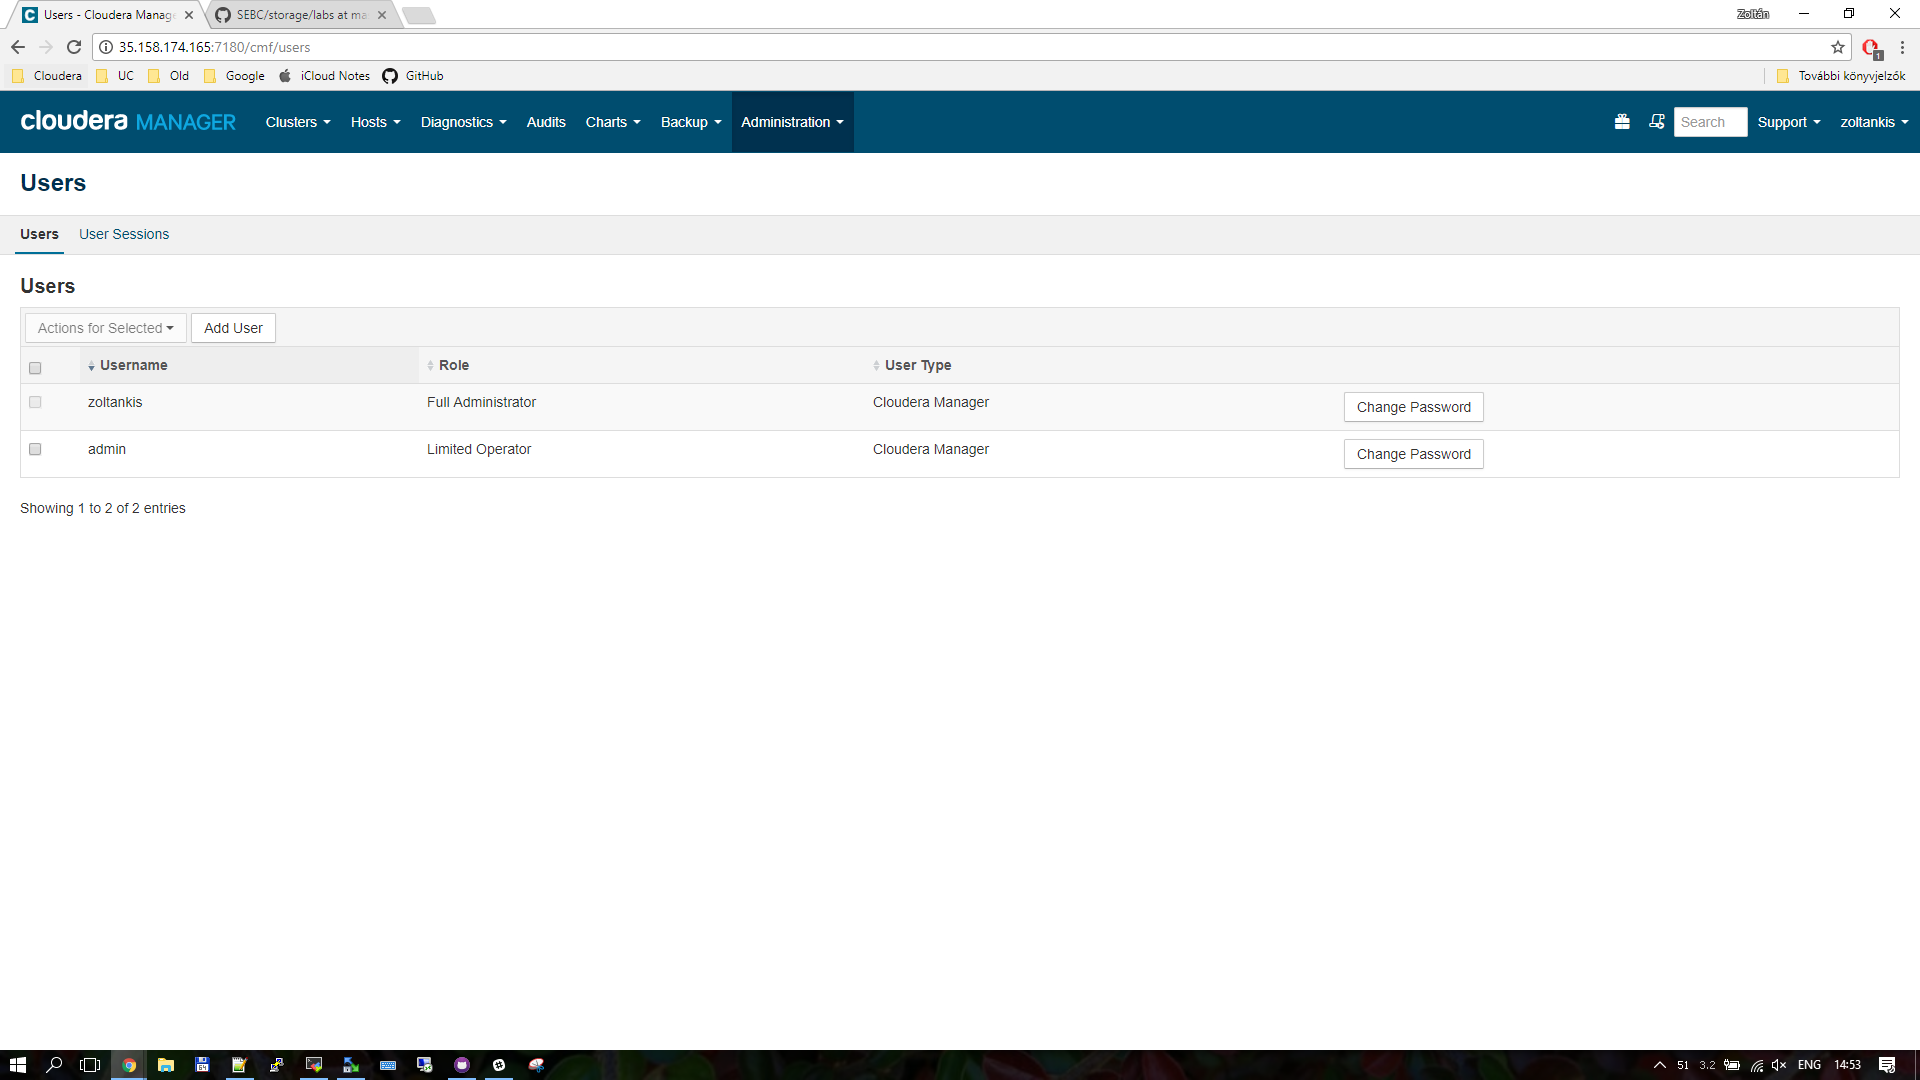 Users - Cloudera Manag
SEBC/storage/labs at ma
Zoltán
35.158.174.165:7180/cmf/users
1
Cloudera
UC
Old
Google
iCloud Notes
GitHub
További könyvjelzők
cloudera MANAGER
Clusters
Hosts
Diagnostics
Audits
Charts
Backup
Administration
Search
Support
zoltankis
Users
Users
User Sessions
Users
Actions for Selected
Add User
Username
Role
User Type
zoltankis
Full Administrator
Cloudera Manager
Change Password
admin
Limited Operator
Cloudera Manager
Change Password
Showing 1 to 2 of 2 entries
64
51
3.2
ENG
14:53